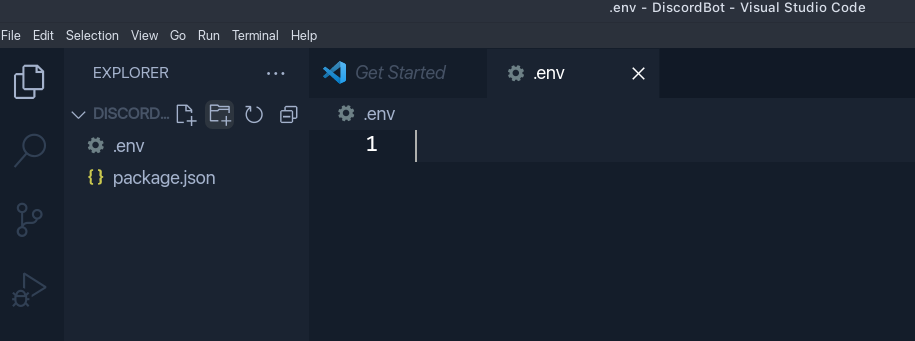 .env - DiscordBot - Visual Studio Code
File Edit Selection View Go Run Terminal Help
EXPLORER ...
Get Started .env
DISCORD...
.env
.env
1
package.json